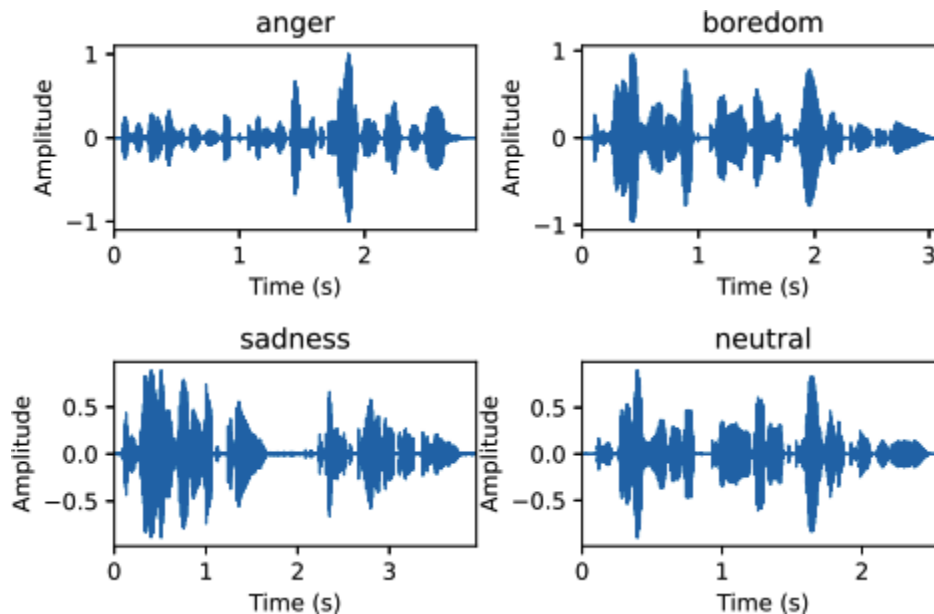 anger
Amplitude
1
0
−1
0 1 2
Time (s)
boredom
Amplitude
1
0
−1
0 1 2 3
Time (s)
sadness
Amplitude
0.5
0.0
−0.5
0 1 2 3
Time (s)
neutral
Amplitude
0.5
0.0
−0.5
0 1 2
Time (s)